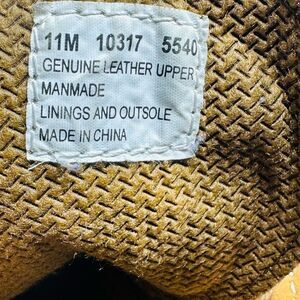 11M 10317 5540
GENUINE LEATHER UPPER
MANMADE
LININGS AND OUTSOLE
MADE IN CHINA